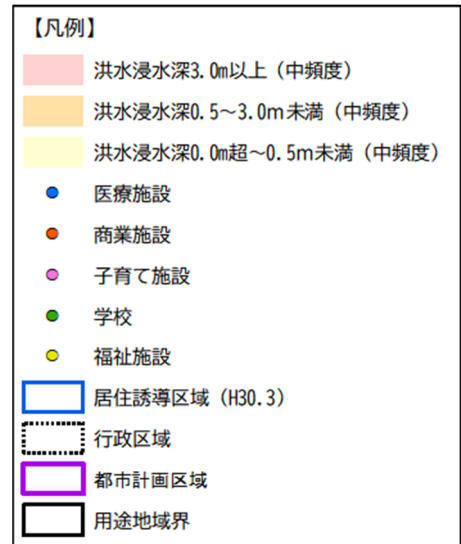 【凡例】
洪水浸水深3.0m以上（中頻度）
洪水浸水深0.5～3.0m未満（中頻度）
洪水浸水深0.0m超～0.5m未満（中頻度）
医療施設
商業施設
子育て施設
学校
福祉施設
居住誘導区域（H30.3）
行政区域
都市計画区域
用途地域界